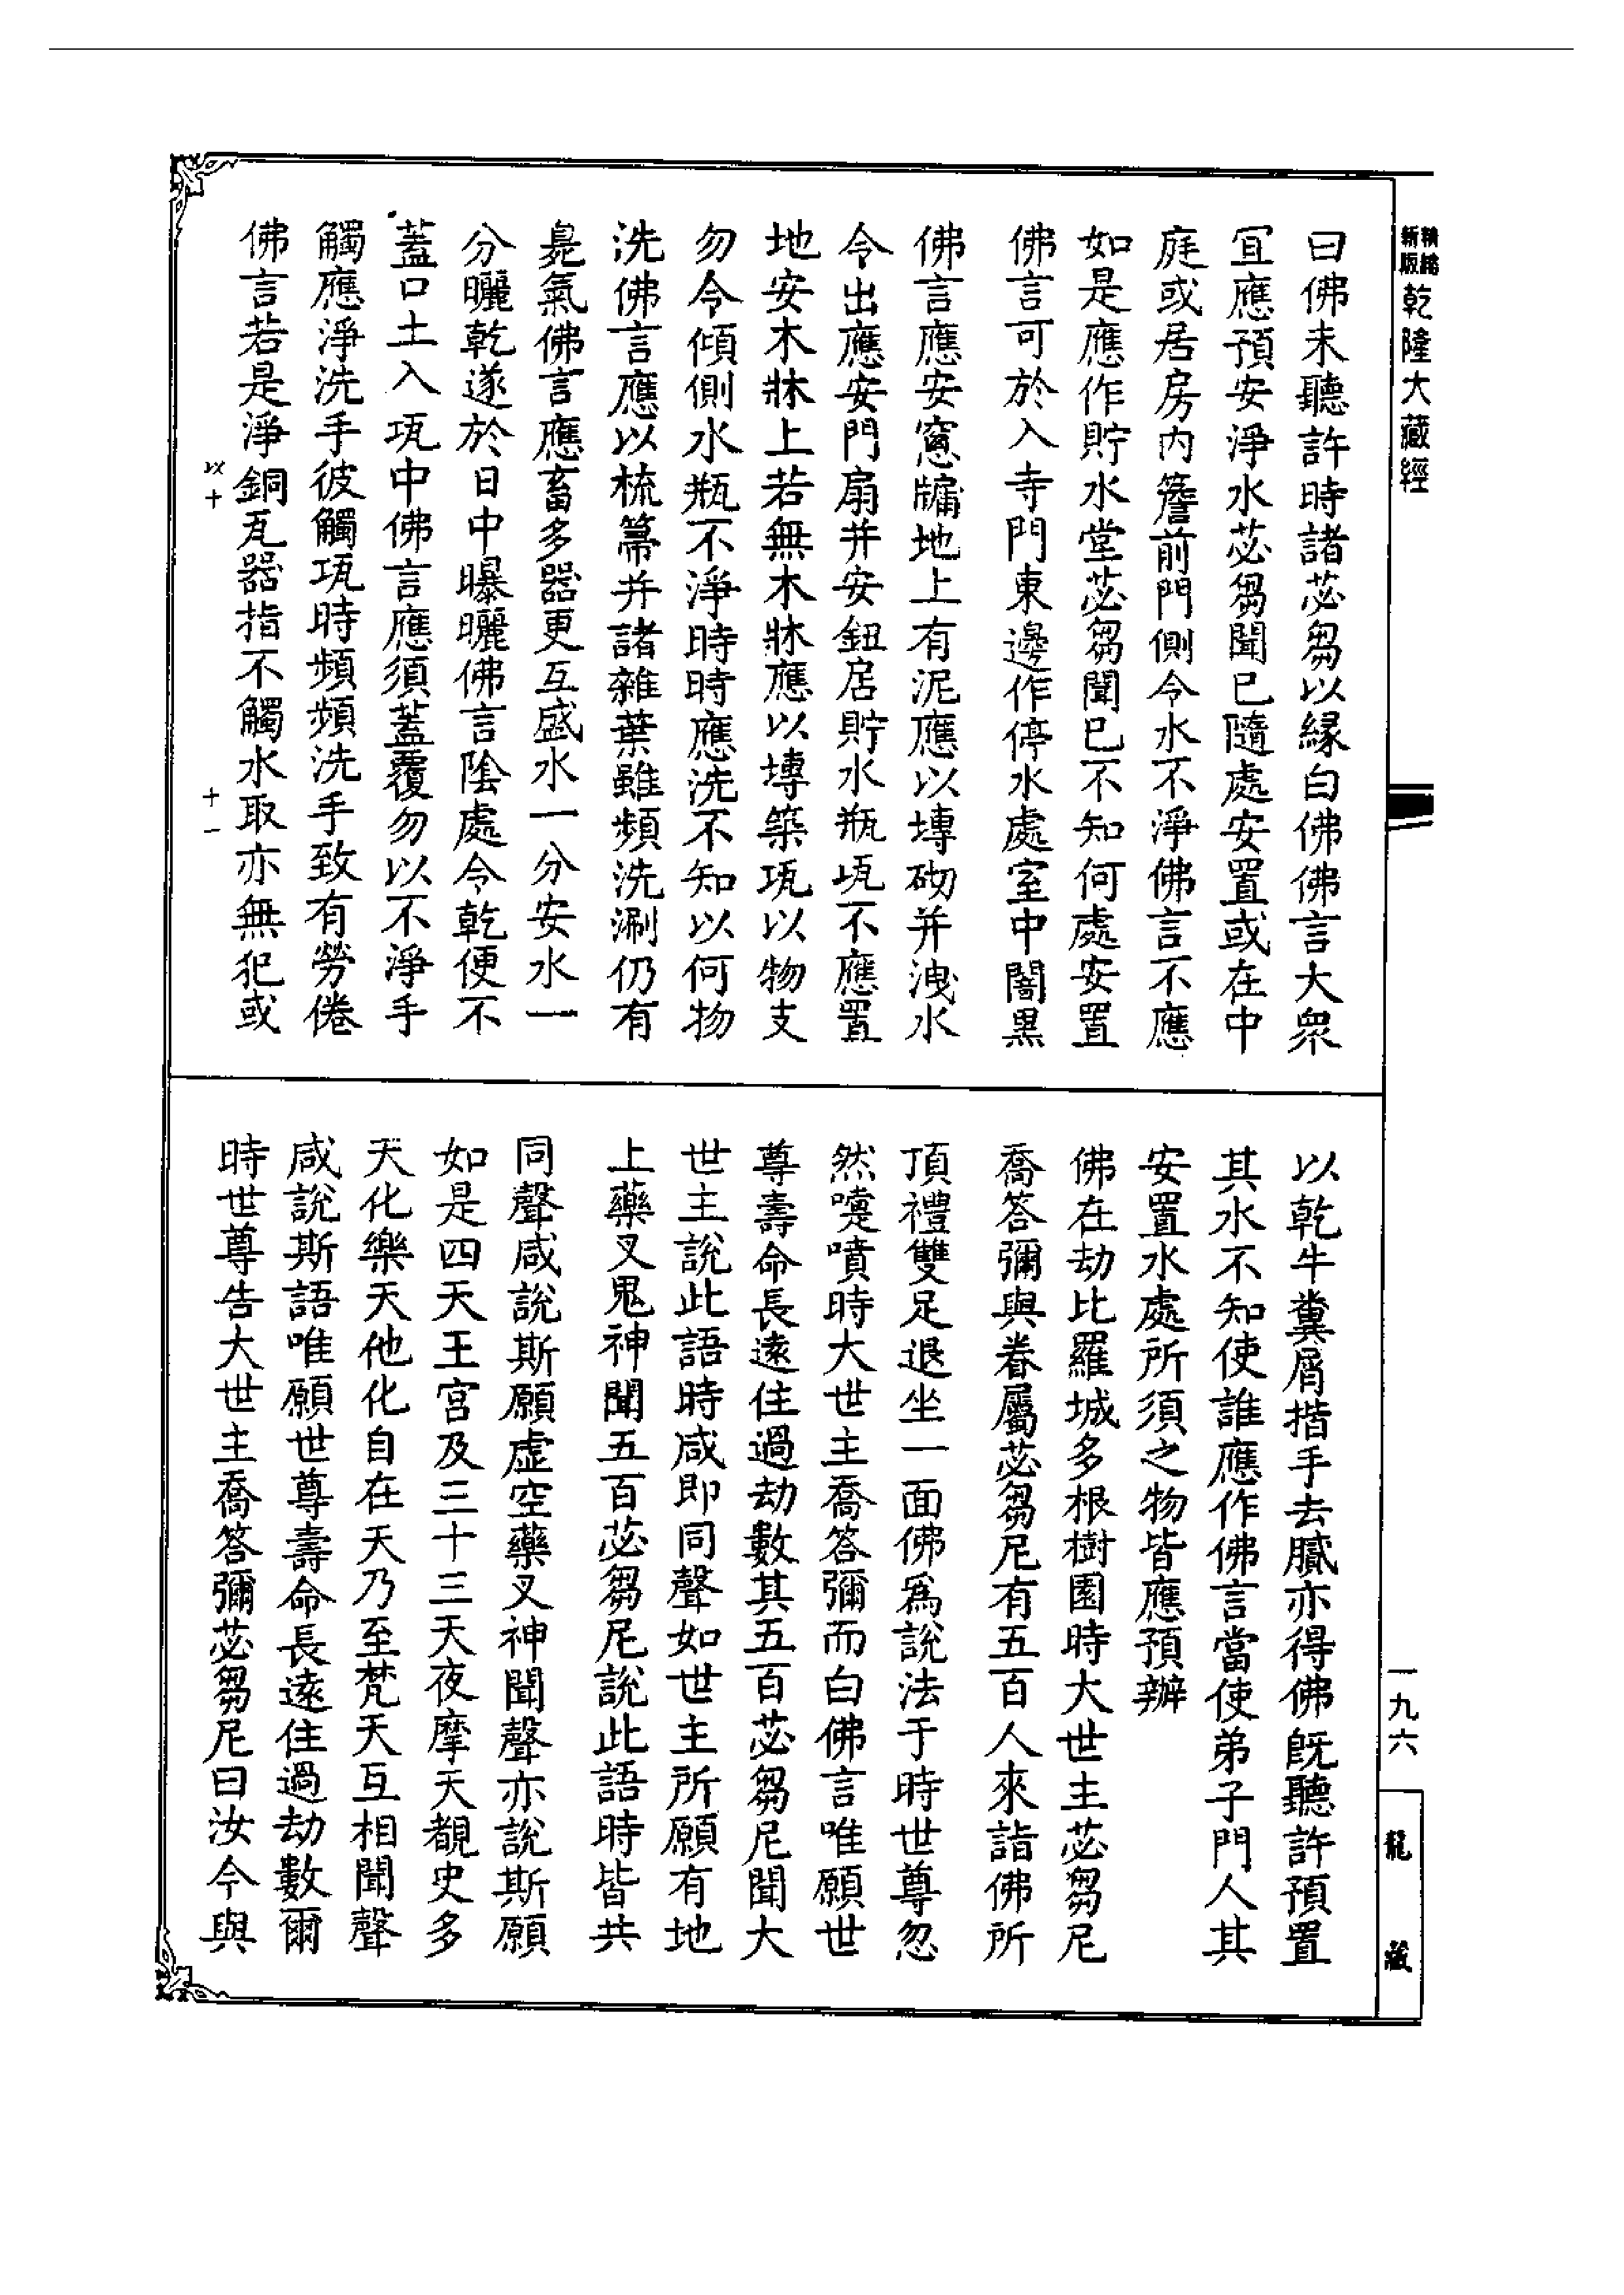 精縮新版乾隆大藏經
一九六
龍藏
曰佛未聽許時諸苾芻以緣白佛佛言大眾
宜應預安淨水苾芻聞已隨處安置或在中
庭或居房內簷前門側令水不淨佛言不應
如是應作貯水堂苾芻聞已不知何處安置
佛言可於入寺門東邊作停水處室中闇黑
佛言應安窻牖地上有泥應以塼砌并洩水
令出應安門扇并安鈕居貯水瓶瓨不應置
地安木牀上若無木牀應以塼築瓨以物支
勿令傾側水瓶不淨時時應洗不知以何物
洗佛言應以梳箒并諸雜葉雖頻洗涮仍有
臭氣佛言應畜多器更互盛水一分安水一
分曬乾遂於日中曝曬佛言陰處令乾便不
蓋口土入瓨中佛言應須蓋覆勿以不淨手
觸應淨洗手彼觸瓨時頻頻洗手致有勞倦
佛言若是淨銅瓦器指不觸水取亦無犯或
以十
十一
以乾牛糞屑揩手去膩亦得佛旣聽許預置
其水不知使誰應作佛言當使弟子門人其
安置水處所須之物皆應預辦
佛在劫比羅城多根樹園時大世主苾芻尼
喬答彌與眷屬苾芻尼有五百人來詣佛所
頂禮雙足退坐一面佛爲說法于時世尊忽
然嚏噴時大世主喬答彌而白佛言唯願世
尊壽命長遠住過劫數其五百苾芻尼聞大
世主說此語時咸即同聲如世主所願有地
上藥叉鬼神聞五百苾芻尼說此語時皆共
同聲咸說斯願虛空藥叉神聞聲亦說斯願
如是四天王宮及三十三天夜摩天覩史多
天化樂天他化自在天乃至梵天互相聞聲
咸說斯語唯願世尊壽命長遠住過劫數爾
時世尊告大世主喬答彌苾芻尼曰汝今與